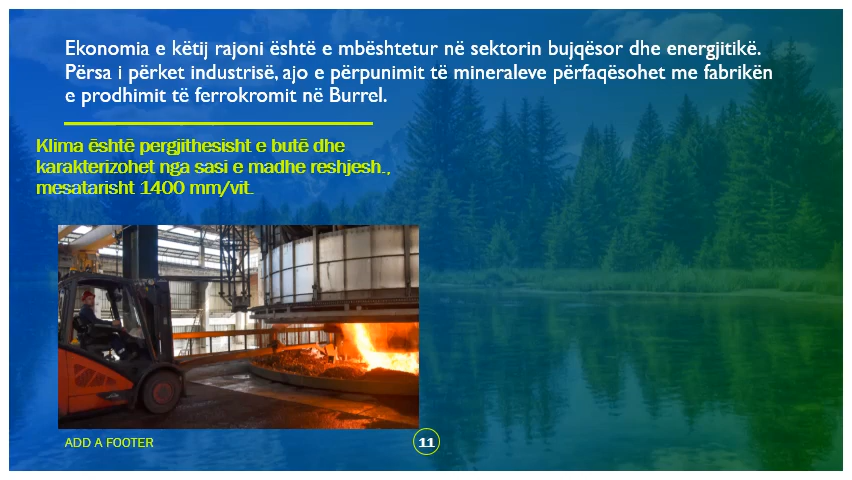 Ekonomia e këtij rajoni është e mbështetur në sektorin bujqësor dhe energjitikë.
Përsa i përket industrisë, ajo e përpunimit të mineraleve përfaqësohet me fabrikën
e prodhimit të ferrokromit në Burrel.
Klima është pergjithesisht e butë dhe
karakterizohet nga sasi e madhe reshjesh.,
mesatarisht 1400 mm/vit.
ADD A FOOTER
11